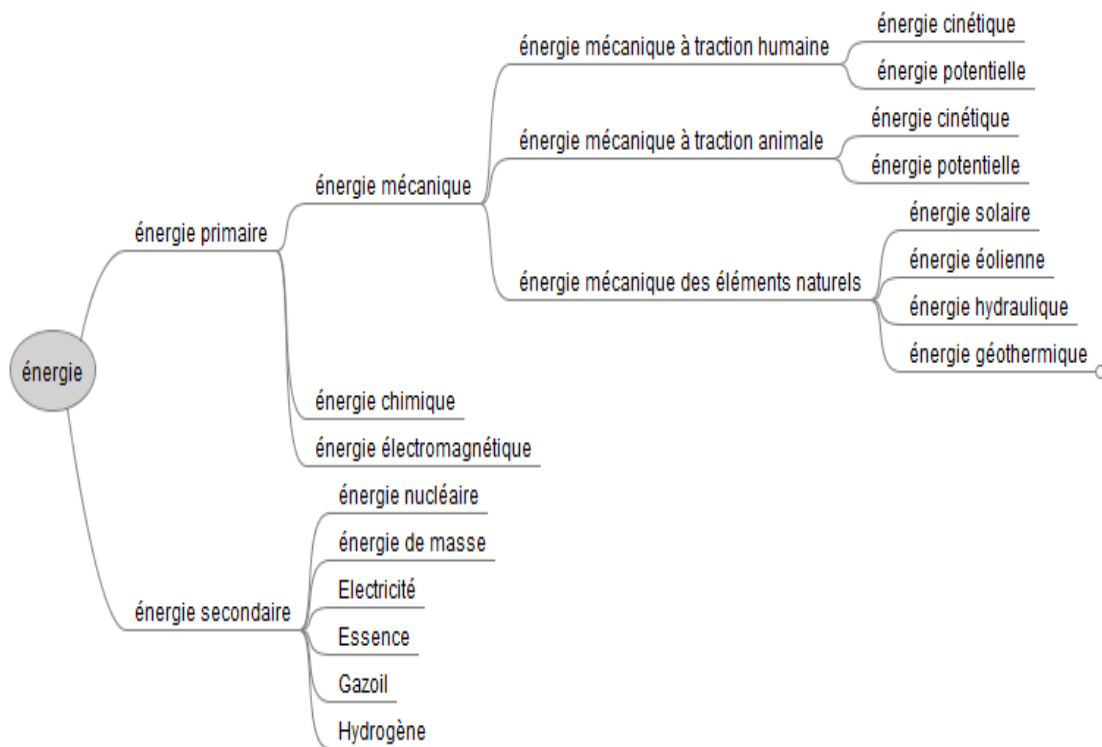 énergie
énergie primaire
énergie mécanique
énergie mécanique à traction humaine
énergie cinétique
énergie potentielle
énergie mécanique à traction animale
énergie cinétique
énergie potentielle
énergie mécanique des éléments naturels
énergie solaire
énergie éolienne
énergie hydraulique
énergie géothermique
énergie chimique
énergie électromagnétique
énergie secondaire
énergie nucléaire
énergie de masse
Electricité
Essence
Gazoil
Hydrogène